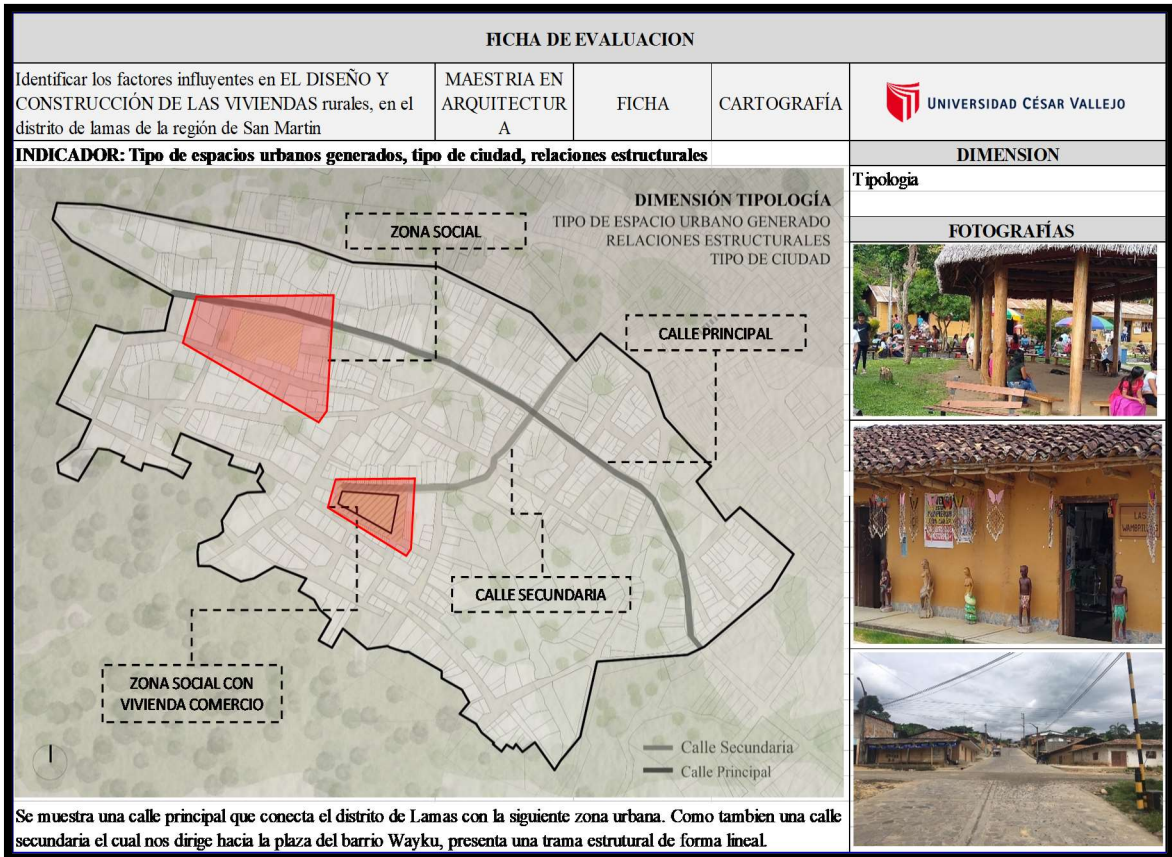 FICHA DE EVALUACION
Identificar los factores influyentes en EL DISEÑO Y
CONSTRUCCIÓN DE LAS VIVIENDAS rurales, en el
distrito de lamas de la región de San Martin
MAESTRIA EN
ARQUITECTUR
A
FICHA
CARTOGRAFÍA
UNIVERSIDAD CÉSAR VALLEJO
INDICADOR: Tipo de espacios urbanos generados, tipo de ciudad, relaciones estructurales
DIMENSION
Tipologia
FOTOGRAFÍAS
DIMENSIÓN TIPOLOGÍA
TIPO DE ESPACIO URBANO GENERADO
RELACIONES ESTRUCTURALES
TIPO DE CIUDAD
ZONA SOCIAL
CALLE PRINCIPAL
CALLE SECUNDARIA
ZONA SOCIAL CON
VIVIENDA COMERCIO
Calle Secundaria
Calle Principal
LAS
Se muestra una calle principal que conecta el distrito de Lamas con la siguiente zona urbana. Como tambien una calle
secundaria el cual nos dirige hacia la plaza del barrio Wayku, presenta una trama estructural de forma lineal.